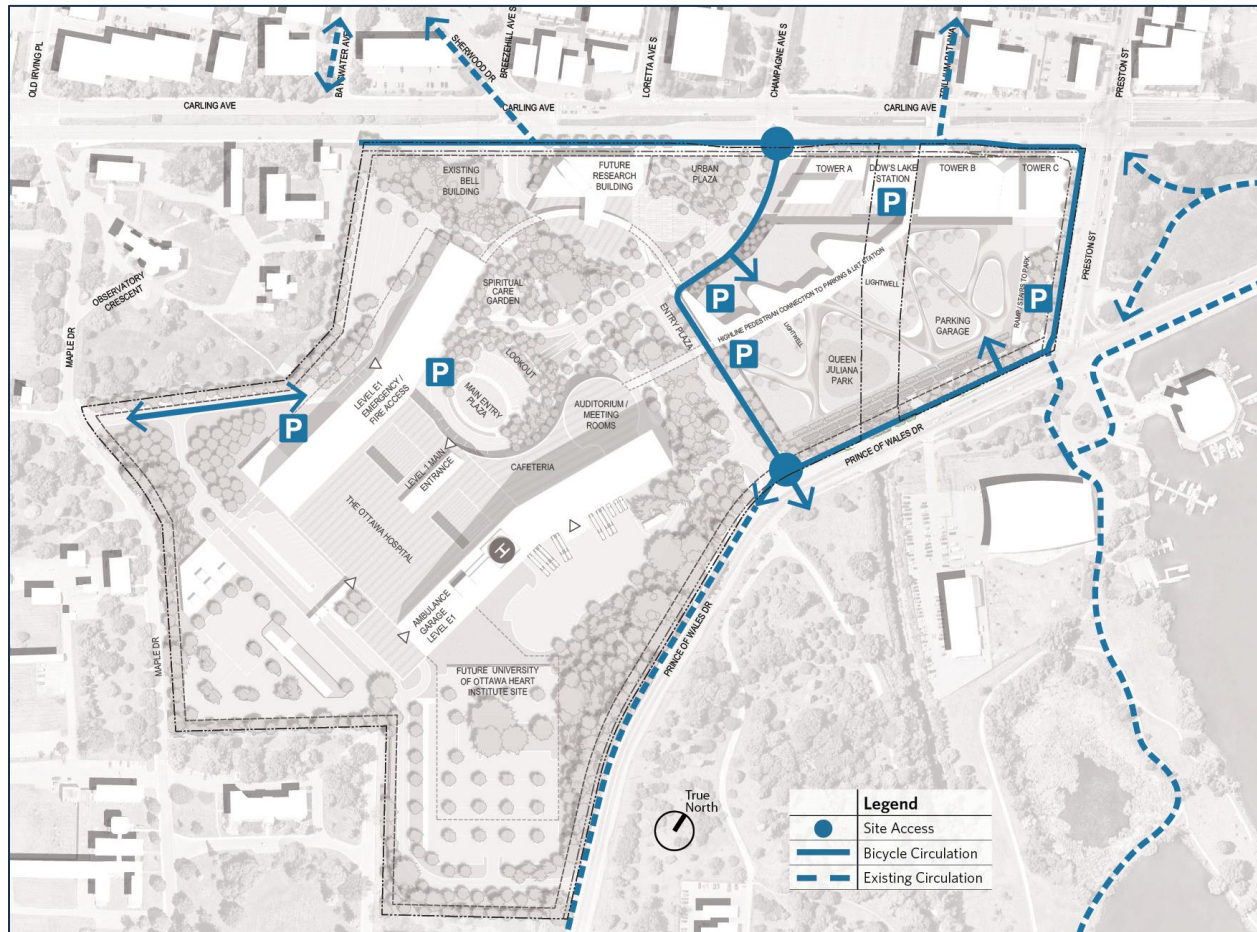 OLD IRVING PL
BAYSWATER AVE
SHERWOOD DR
BREEZEHILL AVE S
LORETTA AVE S
CHAMPAGNE AVE S
PRESTON ST
CARLING AVE
CARLING AVE
CARLING AVE
EXISTING
BELL
BUILDING
FUTURE
RESEARCH
BUILDING
URBAN
PLAZA
TOWER A
DOW'S LAKE
STATION
TOWER B
TOWER C
P
PRESTON ST
OBSERVATORY
CRESCENT
MAPLE DR
SPIRITUAL
CARE
GARDEN
ENTRY PLAZA
P
P
HIGHLINE PEDESTRIAN CONNECTION TO PARKING & LRT STATION
LIGHTWELL
LIGHTWELL
PARKING
GARAGE
RAMP / STAIRS TO PARK
P
QUEEN
JULIANA
PARK
LOOKOUT
P
MAIN ENTRY
PLAZA
LEVEL E1
EMERGENCY /
FIRE ACCESS
AUDITORIUM /
MEETING
ROOMS
P
LEVEL 1 MAIN
ENTRANCE
CAFETERIA
PRINCE OF WALES DR
THE OTTAWA HOSPITAL
H
AMBULANCE
GARAGE
LEVEL E1
PRINCE OF WALES DR
MAPLE DR
FUTURE UNIVERSITY
OF OTTAWA HEART
INSTITUTE SITE
True
North
Legend
Site Access
Bicycle Circulation
Existing Circulation